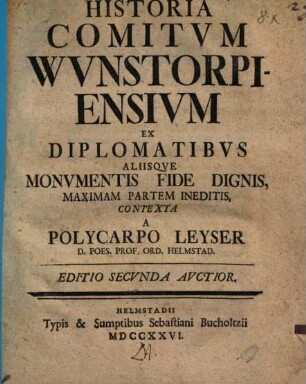 HISTORIA
COMITVM
WVNSTORPI-
ENSIVM
EX
DIPLOMATIBVS
ALIISQVE
MONVMENTIS FIDE DIGNIS,
MAXIMAM PARTEM INEDITIS,
CONTEXTA
A
POLYCARPO LEYSER
D. POES. PROF. ORD. HELMSTAD.
EDITIO SECVNDA AVCTIOR.
HELMSTADII
Typis & Sumptibus Sebastiani Bucholtzii
MDCCXXVI.